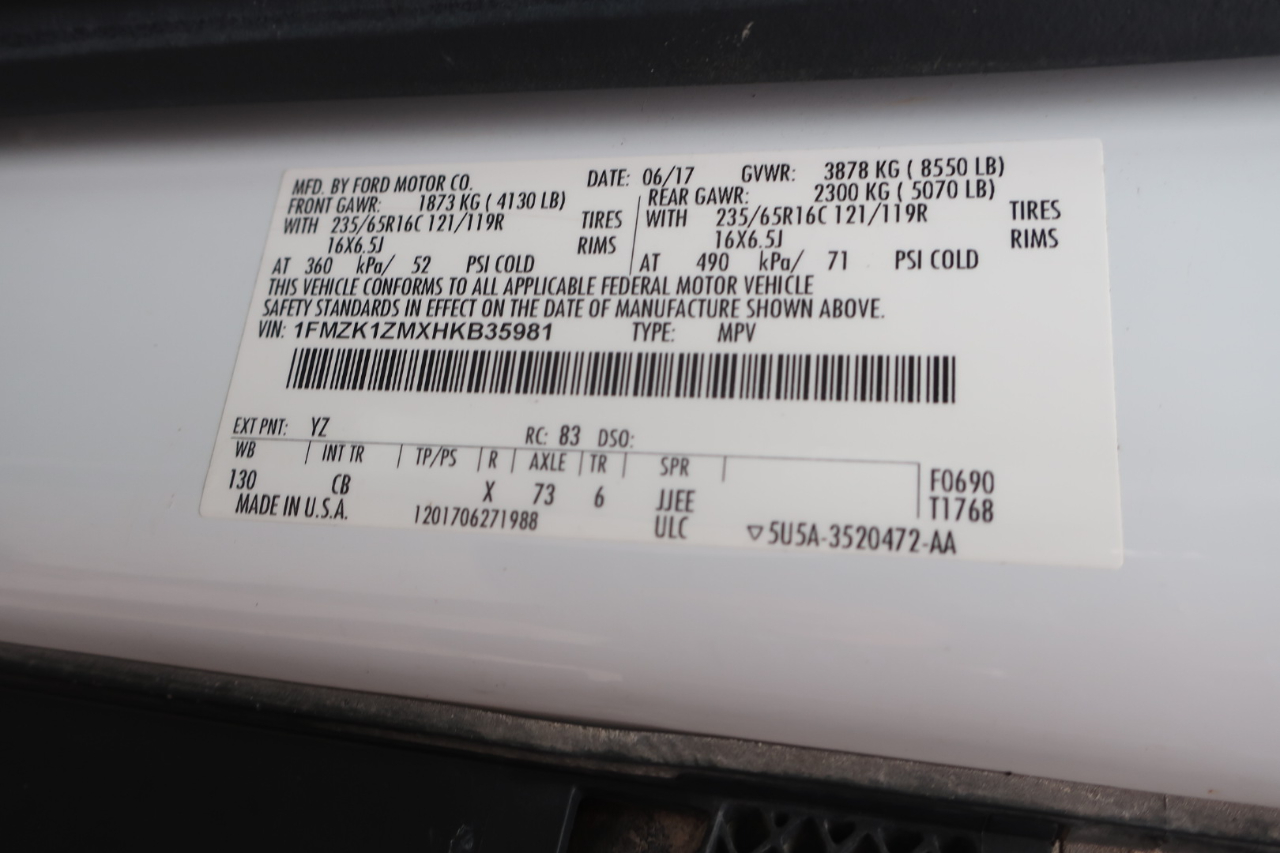 MFD. BY FORD MOTOR CO. DATE: 06/17 GVWR: 3878 KG ( 8550 LB)
FRONT GAWR: 1873 KG ( 4130 LB) REAR GAWR: 2300 KG ( 5070 LB)
WITH 235/65R16C 121/119R TIRES WITH 235/65R16C 121/119R TIRES
16X6.5J RIMS 16X6.5J RIMS
AT 360 kPa/ 52 PSI COLD AT 490 kPa/ 71 PSI COLD
THIS VEHICLE CONFORMS TO ALL APPLICABLE FEDERAL MOTOR VEHICLE
SAFETY STANDARDS IN EFFECT ON THE DATE OF MANUFACTURE SHOWN ABOVE.
VIN: 1FMZK1ZMXHKB35981 TYPE: MPV
EXT PNT: YZ RC: 83 DSO:
WB INT TR TP/PS R AXLE TR SPR
130 CB X 73 6 JJEE F0690
ULC T1768
MADE IN U.S.A. 1201706271988 ▽5U5A-3520472-AA